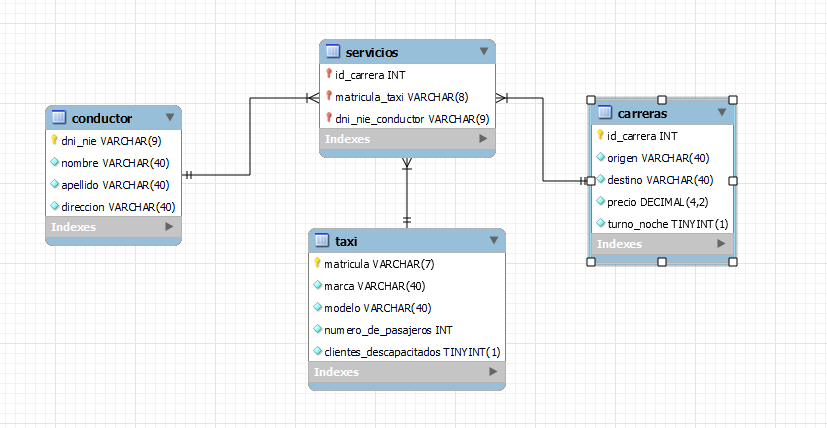 servicios
id_carrera INT
matricula_taxi VARCHAR(8)
dni_nie_conductor VARCHAR(9)
Indexes
conductor
dni_nie VARCHAR(9)
nombre VARCHAR(40)
apellido VARCHAR(40)
direccion VARCHAR(40)
Indexes
carreras
id_carrera INT
origen VARCHAR(40)
destino VARCHAR(40)
precio DECIMAL(4,2)
turno_noche TINYINT(1)
Indexes
taxi
matricula VARCHAR(7)
marca VARCHAR(40)
modelo VARCHAR(40)
numero_de_pasajeros INT
clientes_descapacitados TINYINT(1)
Indexes